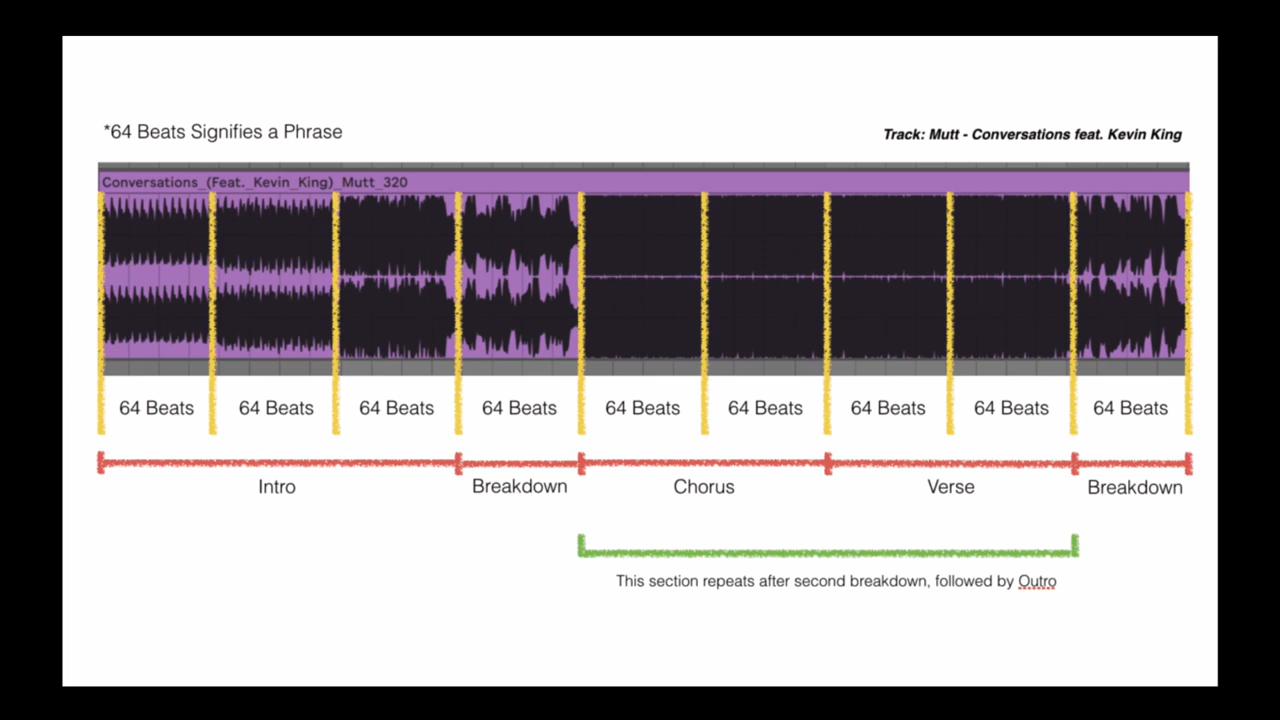 *64 Beats Signifies a Phrase
Track: Mutt - Conversations feat. Kevin King
Conversations_(Feat._Kevin_King)_Mutt_320
64 Beats 64 Beats 64 Beats 64 Beats 64 Beats 64 Beats 64 Beats 64 Beats 64 Beats
Intro Breakdown Chorus Verse Breakdown
This section repeats after second breakdown, followed by Outro